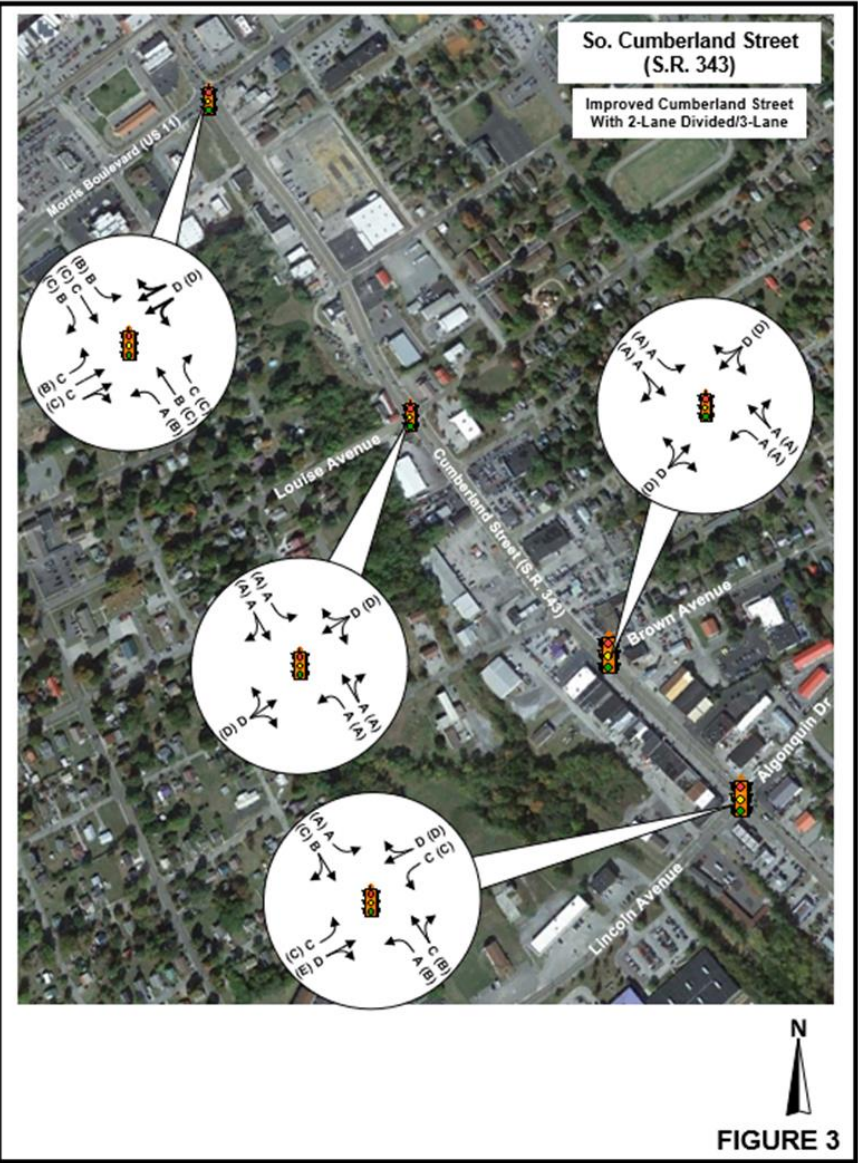 So. Cumberland Street
(S.R. 343)
Improved Cumberland Street
With 2-Lane Divided/3-Lane
Morris Boulevard (US 11)
(B) B
(C) C
(C) B
D (D)
(B) C
(C) C
C (C)
B (C)
A (B)
Louise Avenue
Cumberland Street (S.R. 343)
(A) A
(A) A
D (D)
(D) D
A (A)
A (A)
Brown Avenue
(A) A
(A) A
D (D)
(D) D
A (A)
A (A)
Algonquin Dr
Lincoln Avenue
(A) A
(C) B
D (D)
C (C)
(C) C
(E) D
C (B)
A (B)
N
FIGURE 3